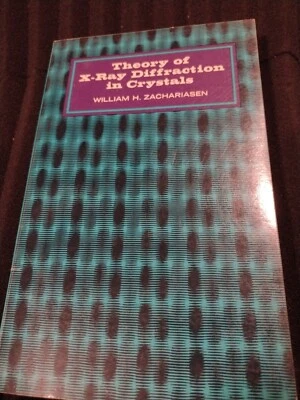 Theory of
X-Ray Diffraction
in Crystals
WILLIAM H. ZACHARIASEN